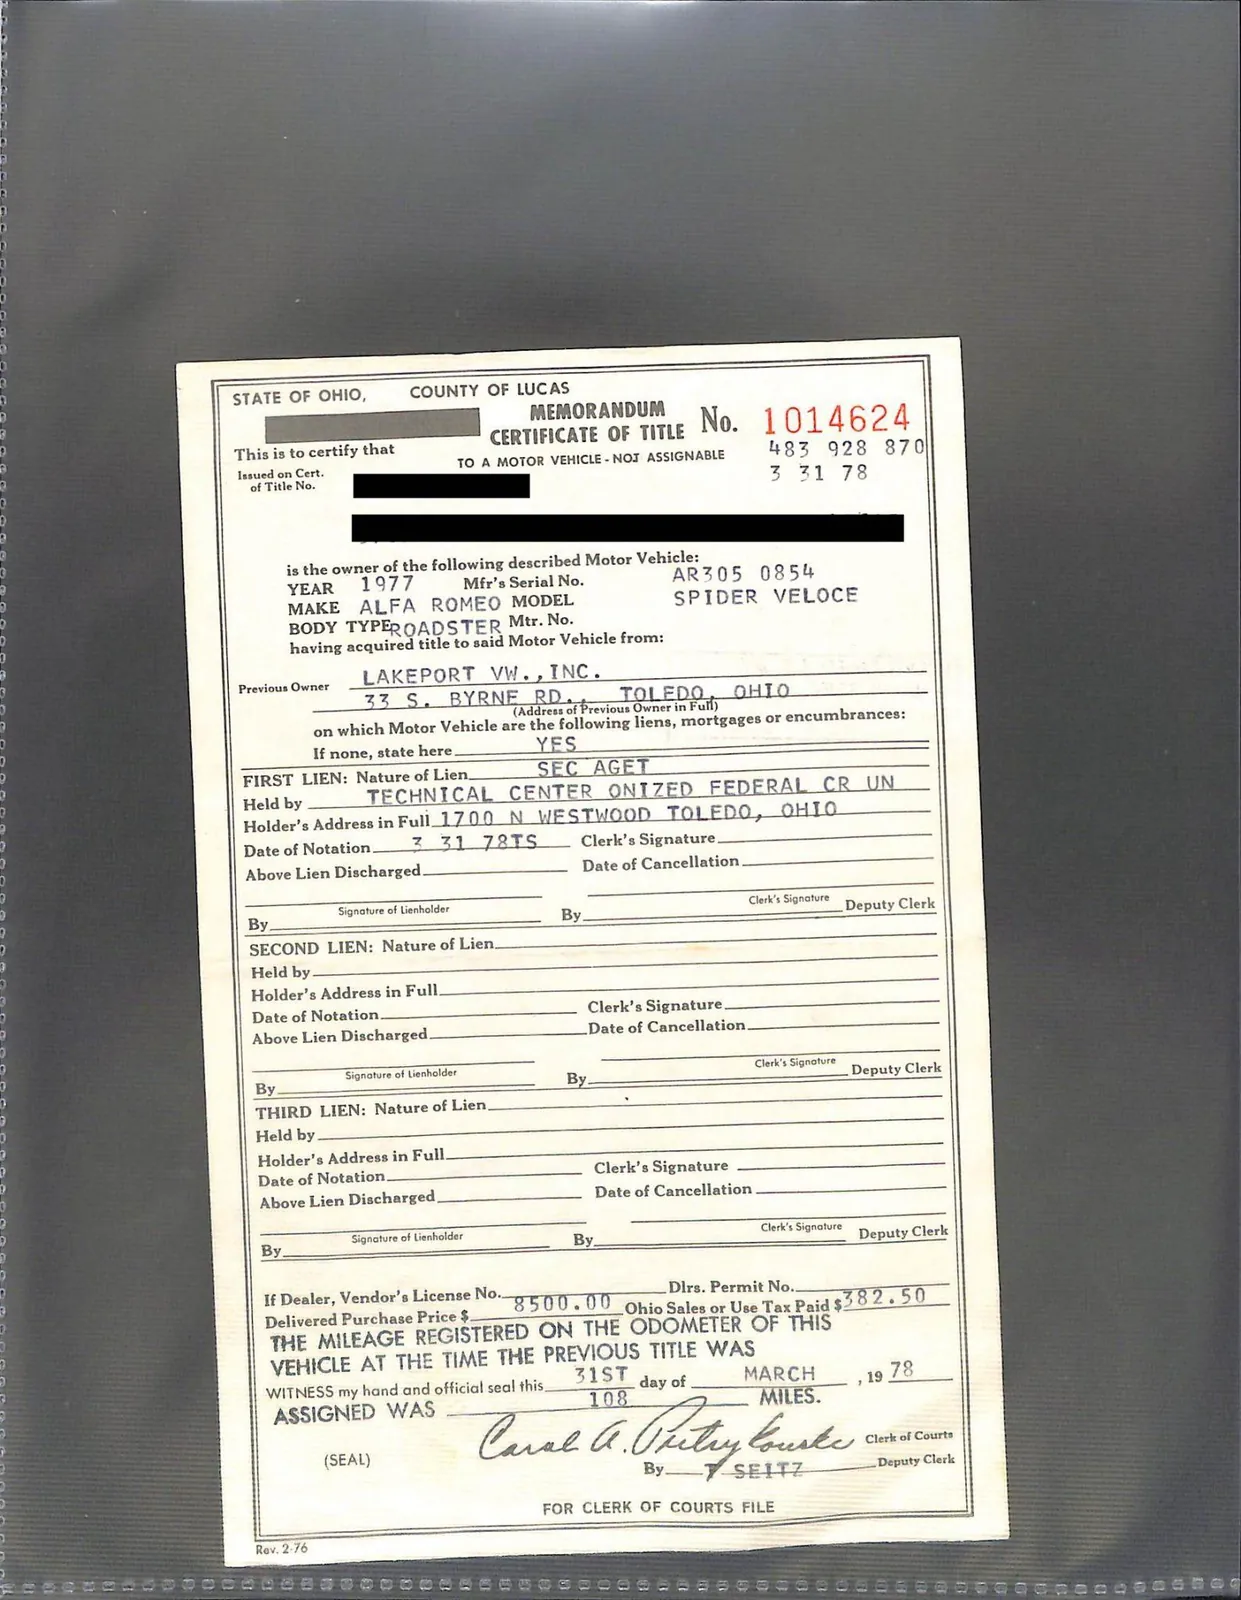 STATE OF OHIO, COUNTY OF LUCAS
MEMORANDUM
CERTIFICATE OF TITLE No. 1014624
This is to certify that
TO A MOTOR VEHICLE - NOT ASSIGNABLE
483 928 870
Issued on Cert.
of Title No.
3 31 78
is the owner of the following described Motor Vehicle:
YEAR 1977 Mfr's Serial No. AR305 0854
MAKE ALFA ROMEO MODEL SPIDER VELOCE
BODY TYPE ROADSTER Mtr. No.
having acquired title to said Motor Vehicle from:
Previous Owner LAKEPORT VW., INC.
33 S. BYRNE RD., TOLEDO, OHIO
(Address of Previous Owner in Full)
on which Motor Vehicle are the following liens, mortgages or encumbrances:
If none, state here YES
FIRST LIEN: Nature of Lien SEC AGET
Held by TECHNICAL CENTER ONIZED FEDERAL CR UN
Holder's Address in Full 1700 N WESTWOOD TOLEDO, OHIO
Date of Notation 3 31 78TS Clerk's Signature
Above Lien Discharged Date of Cancellation
Signature of Lienholder Clerk's Signature
By By Deputy Clerk
SECOND LIEN: Nature of Lien
Held by
Holder's Address in Full
Date of Notation Clerk's Signature
Above Lien Discharged Date of Cancellation
Signature of Lienholder Clerk's Signature
By By Deputy Clerk
THIRD LIEN: Nature of Lien
Held by
Holder's Address in Full
Date of Notation Clerk's Signature
Above Lien Discharged Date of Cancellation
Signature of Lienholder Clerk's Signature
By By Deputy Clerk
If Dealer, Vendor's License No. Dlrs. Permit No.
Delivered Purchase Price $ 8500.00 Ohio Sales or Use Tax Paid $ 382.50
THE MILEAGE REGISTERED ON THE ODOMETER OF THIS
VEHICLE AT THE TIME THE PREVIOUS TITLE WAS
WITNESS my hand and official seal this 31ST day of MARCH, 19 78
ASSIGNED WAS 108 MILES.
Carol A. Clerk of Courts
(SEAL) By T SEITZ Deputy Clerk
FOR CLERK OF COURTS FILE
Rev. 2-76